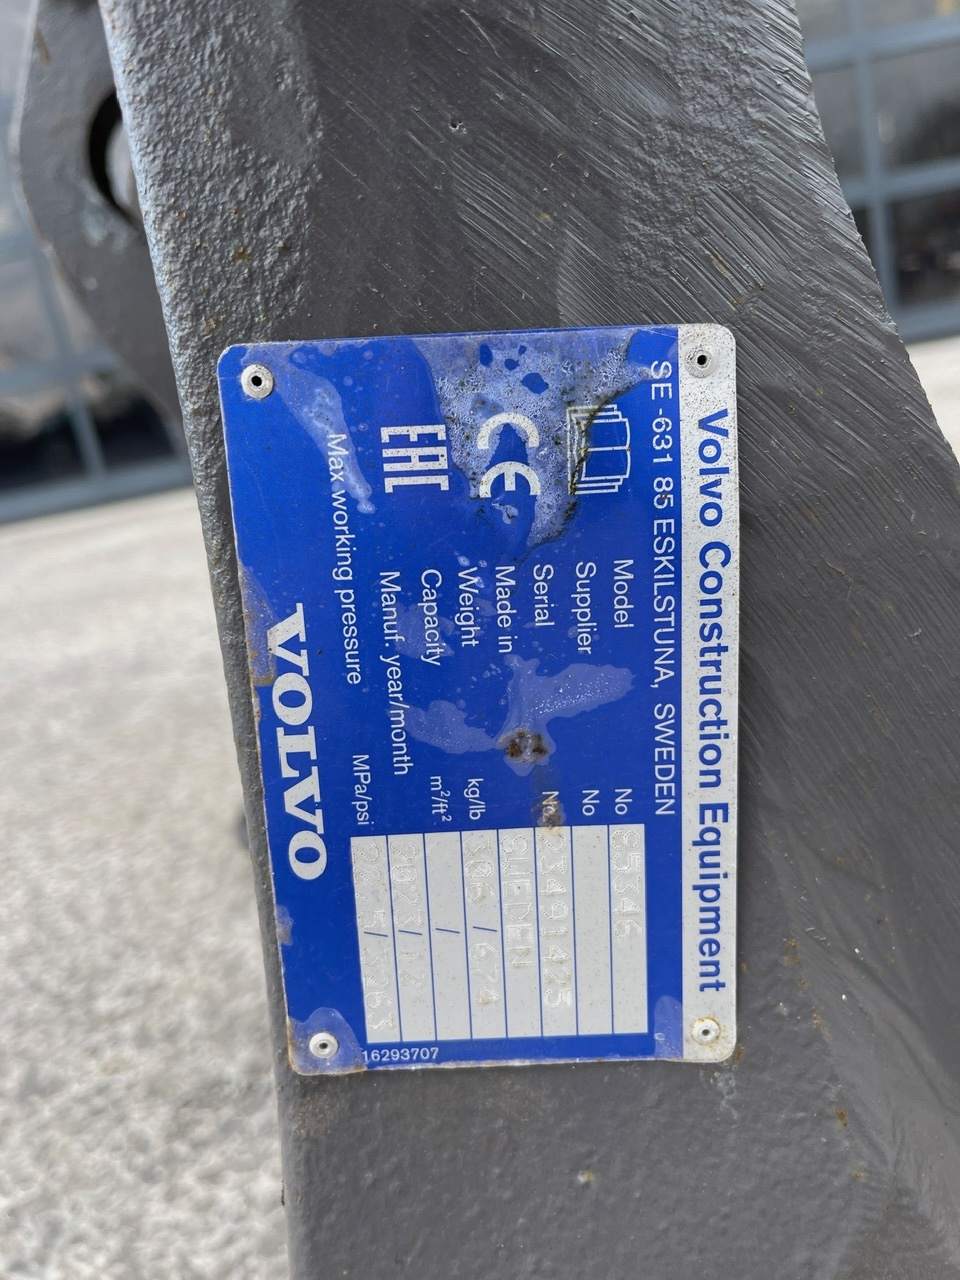 Volvo Construction Equipment
SE -631 85 ESKILSTUNA, SWEDEN
Model No 85346
Supplier No
Serial No 23491425
Made in SWEDEN
Weight kg/lb 306 / 674
Capacity m²/ft² /
Manuf. year/month 2023/12
Max working pressure MPa/psi /3263
CE
EAC
VOLVO
16293707